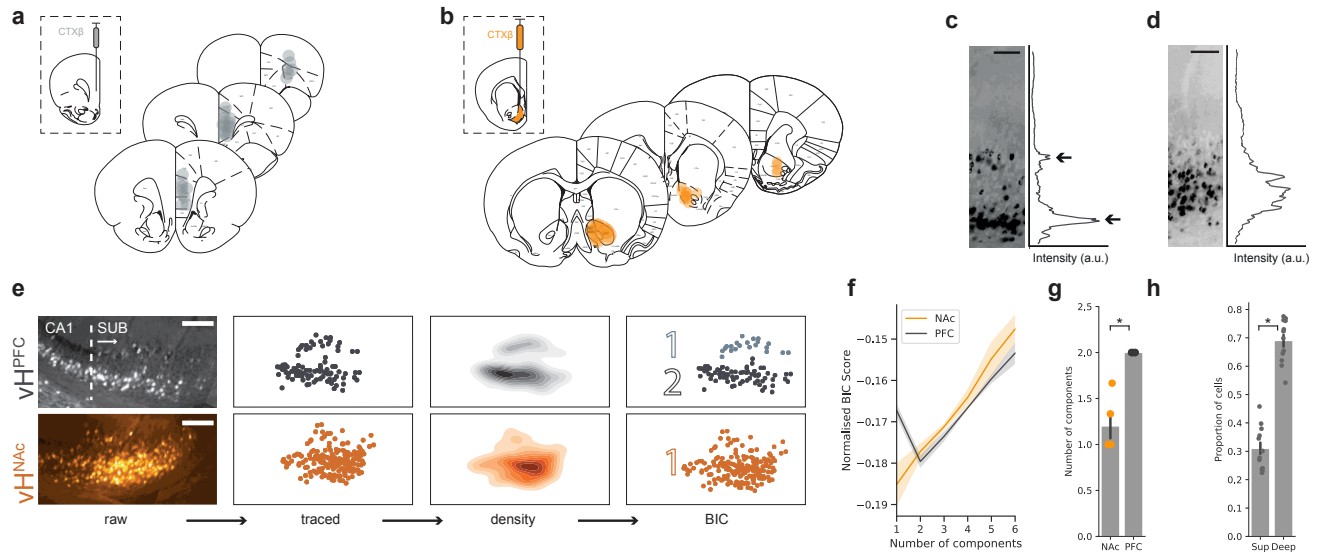 a
CTXβ
b
CTXβ
c
Intensity (a.u.)
d
Intensity (a.u.)
e
vHPFC
CA1
SUB
1
2
vHNAc
1
raw
traced
density
BIC
f
NAc
PFC
Normalised BIC Score
−0.15
−0.16
−0.17
−0.18
−0.19
1 2 3 4 5 6
Number of components
g
*
Number of components
2.5
2.0
1.5
1.0
0.5
0.0
NAc PFC
h
*
Proportion of cells
0.8
0.7
0.6
0.5
0.4
0.3
0.2
0.1
0.0
Sup Deep